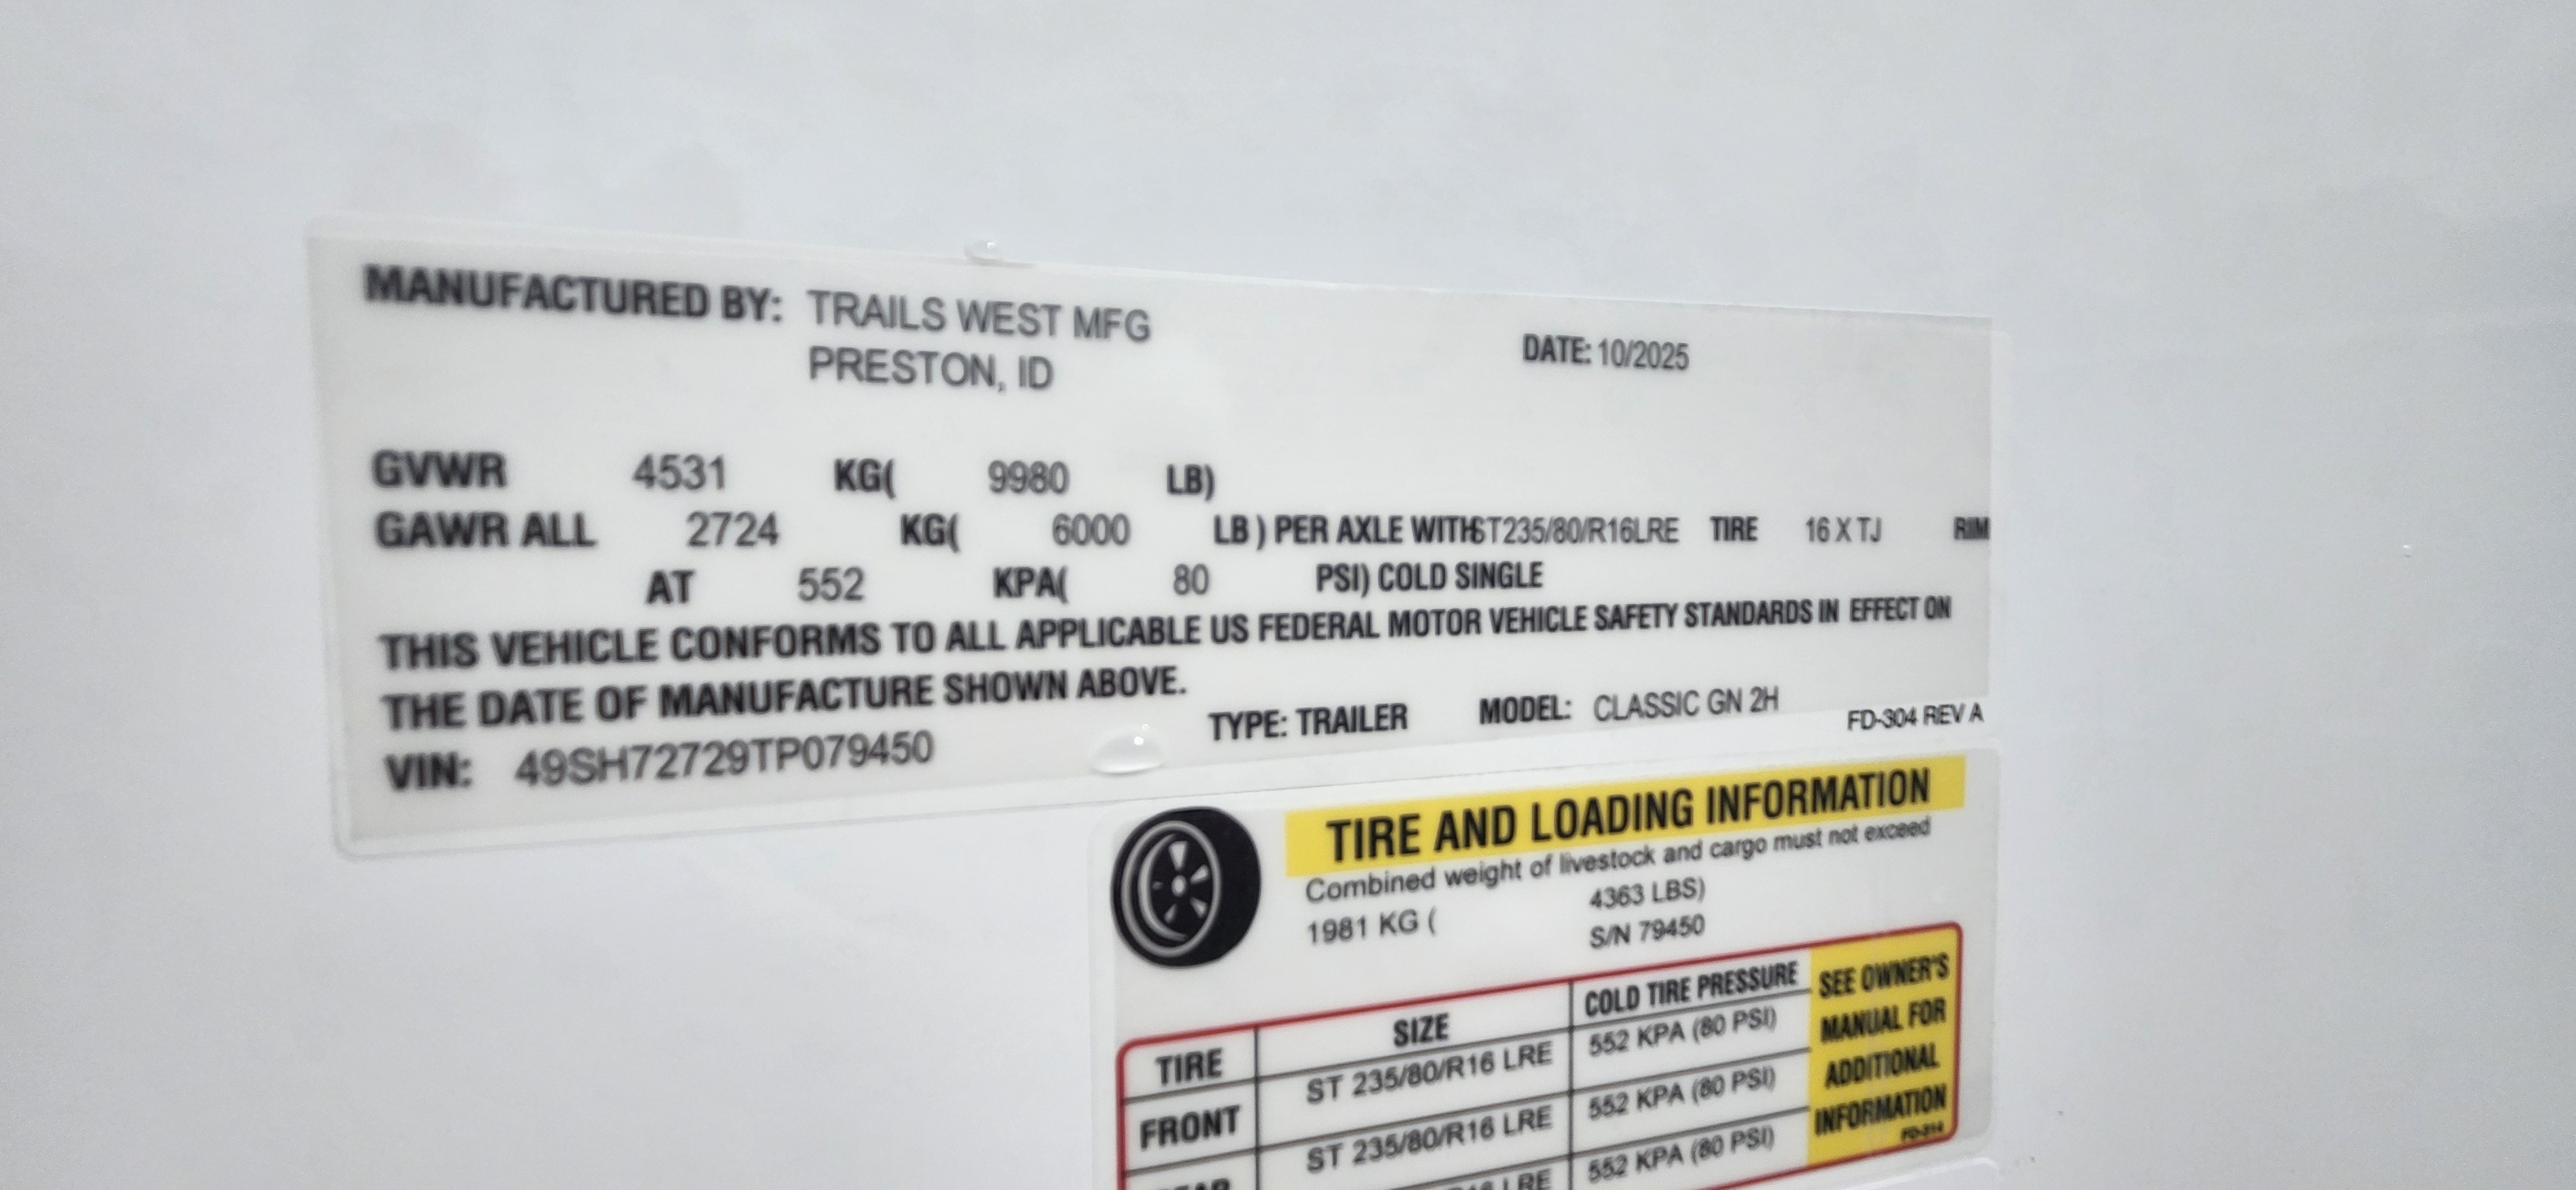 MANUFACTURED BY: TRAILS WEST MFG
PRESTON, ID
DATE: 10/2025
GVWR 4531 KG( 9980 LB)
GAWR ALL 2724 KG( 6000 LB ) PER AXLE WITH ST235/80/R16LRE TIRE 16 X TJ RIM
AT 552 KPA( 80 PSI) COLD SINGLE
THIS VEHICLE CONFORMS TO ALL APPLICABLE US FEDERAL MOTOR VEHICLE SAFETY STANDARDS IN EFFECT ON
THE DATE OF MANUFACTURE SHOWN ABOVE.
VIN: 49SH72729TP079450 TYPE: TRAILER MODEL: CLASSIC GN 2H FD-304 REV A
TIRE AND LOADING INFORMATION
Combined weight of livestock and cargo must not exceed
1981 KG ( 4363 LBS)
S/N 79450
TIRE SIZE COLD TIRE PRESSURE
FRONT ST 235/80/R16 LRE 552 KPA (80 PSI)
ST 235/80/R16 LRE 552 KPA (80 PSI)
LRE 552 KPA (80 PSI)
SEE OWNER'S
MANUAL FOR
ADDITIONAL
INFORMATION